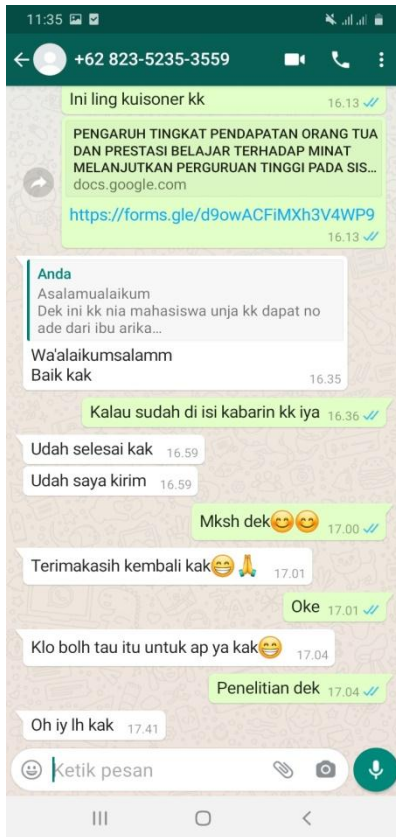 11:35
+62 823-5235-3559
Ini ling kuisoner kk
16.13
PENGARUH TINGKAT PENDAPATAN ORANG TUA
DAN PRESTASI BELAJAR TERHADAP MINAT
MELANJUTKAN PERGURUAN TINGGI PADA SIS...
docs.google.com
https://forms.gle/d9owACFiMXh3V4WP9
16.13
Anda
Asalamualaikum
Dek ini kk nia mahasiswa unja kk dapat no
ade dari ibu arika...
Wa'alaikumsalamm
Baik kak
16.35
Kalau sudah di isi kabarin kk iya 16.36
Udah selesai kak 16.59
Udah saya kirim 16.59
Mksh dek😊😊 17.00
Terimakasih kembali kak😁🙏 17.01
Oke 17.01
Klo bolh tau itu untuk ap ya kak😁 17.04
Penelitian dek 17.04
Oh iy lh kak 17.41
Ketik pesan